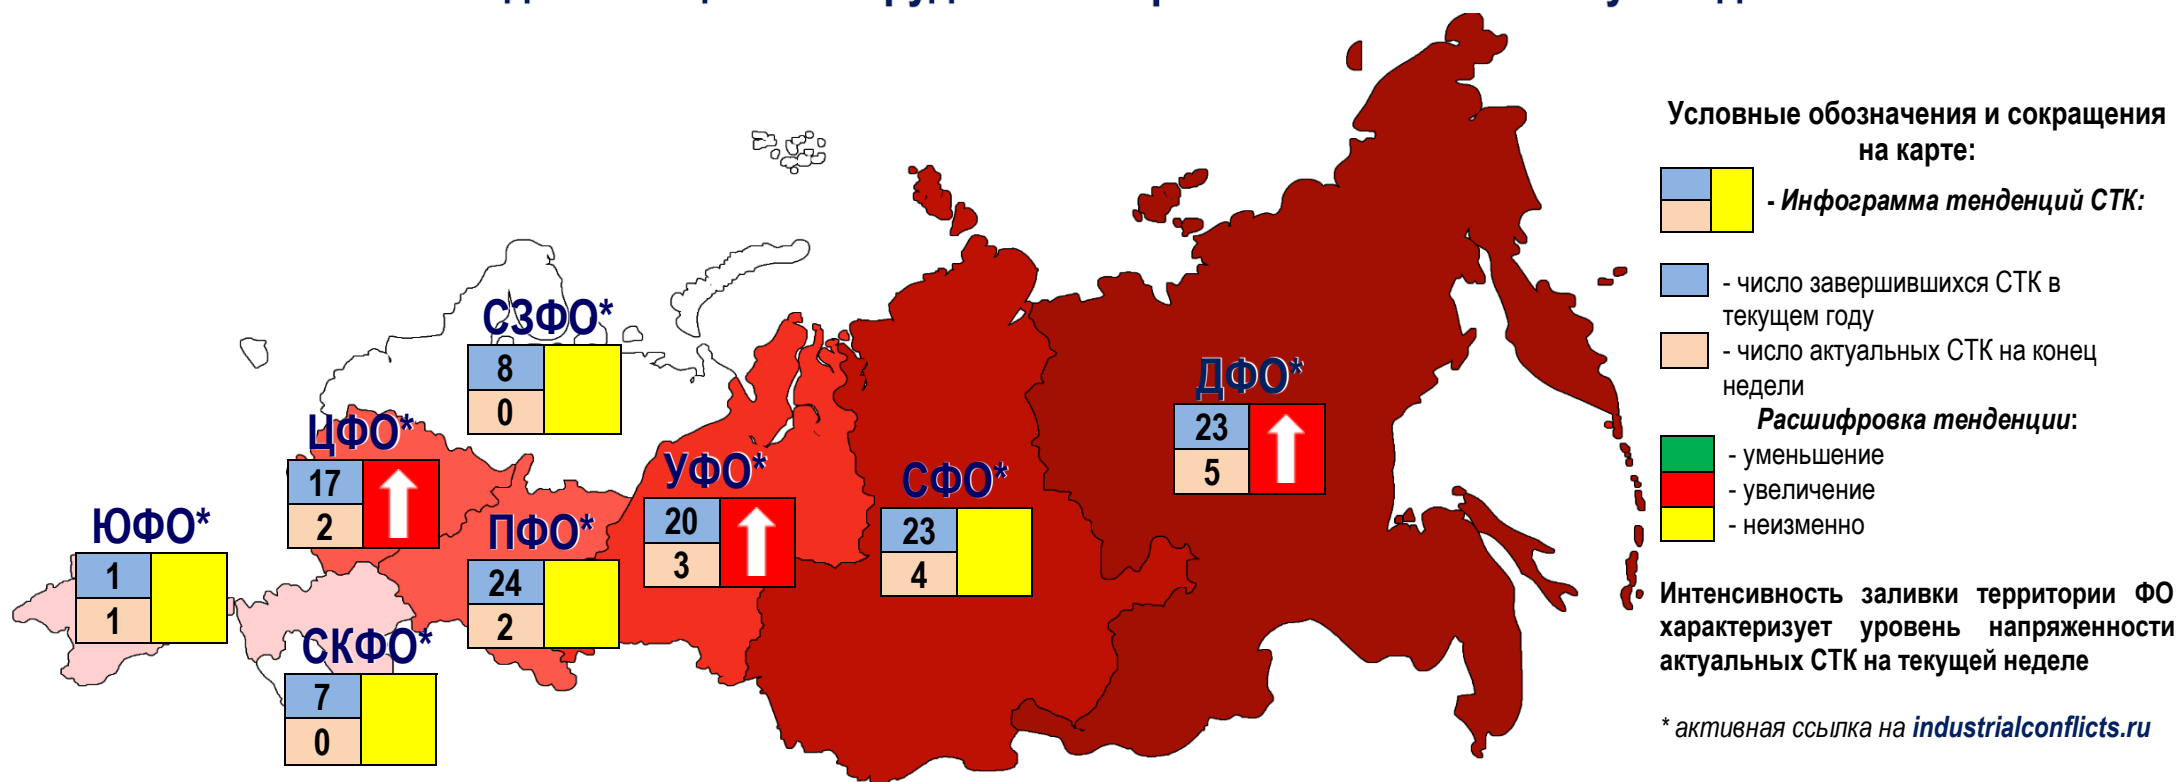 СЗФО*
8
0
ЦФО*
17
2
ЮФО*
1
1
СКФО*
7
0
ПФО*
24
2
УФО*
20
3
СФО*
23
4
ДФО*
23
5
Условные обозначения и сокращения
на карте:
- Инфограмма тенденций СТК:
- число завершившихся СТК в
текущем году
- число актуальных СТК на конец
недели
Расшифровка тенденции:
- уменьшение
- увеличение
- неизменно
Интенсивность заливки территории ФО
характеризует уровень напряженности
актуальных СТК на текущей неделе
* активная ссылка на industrialconflicts.ru